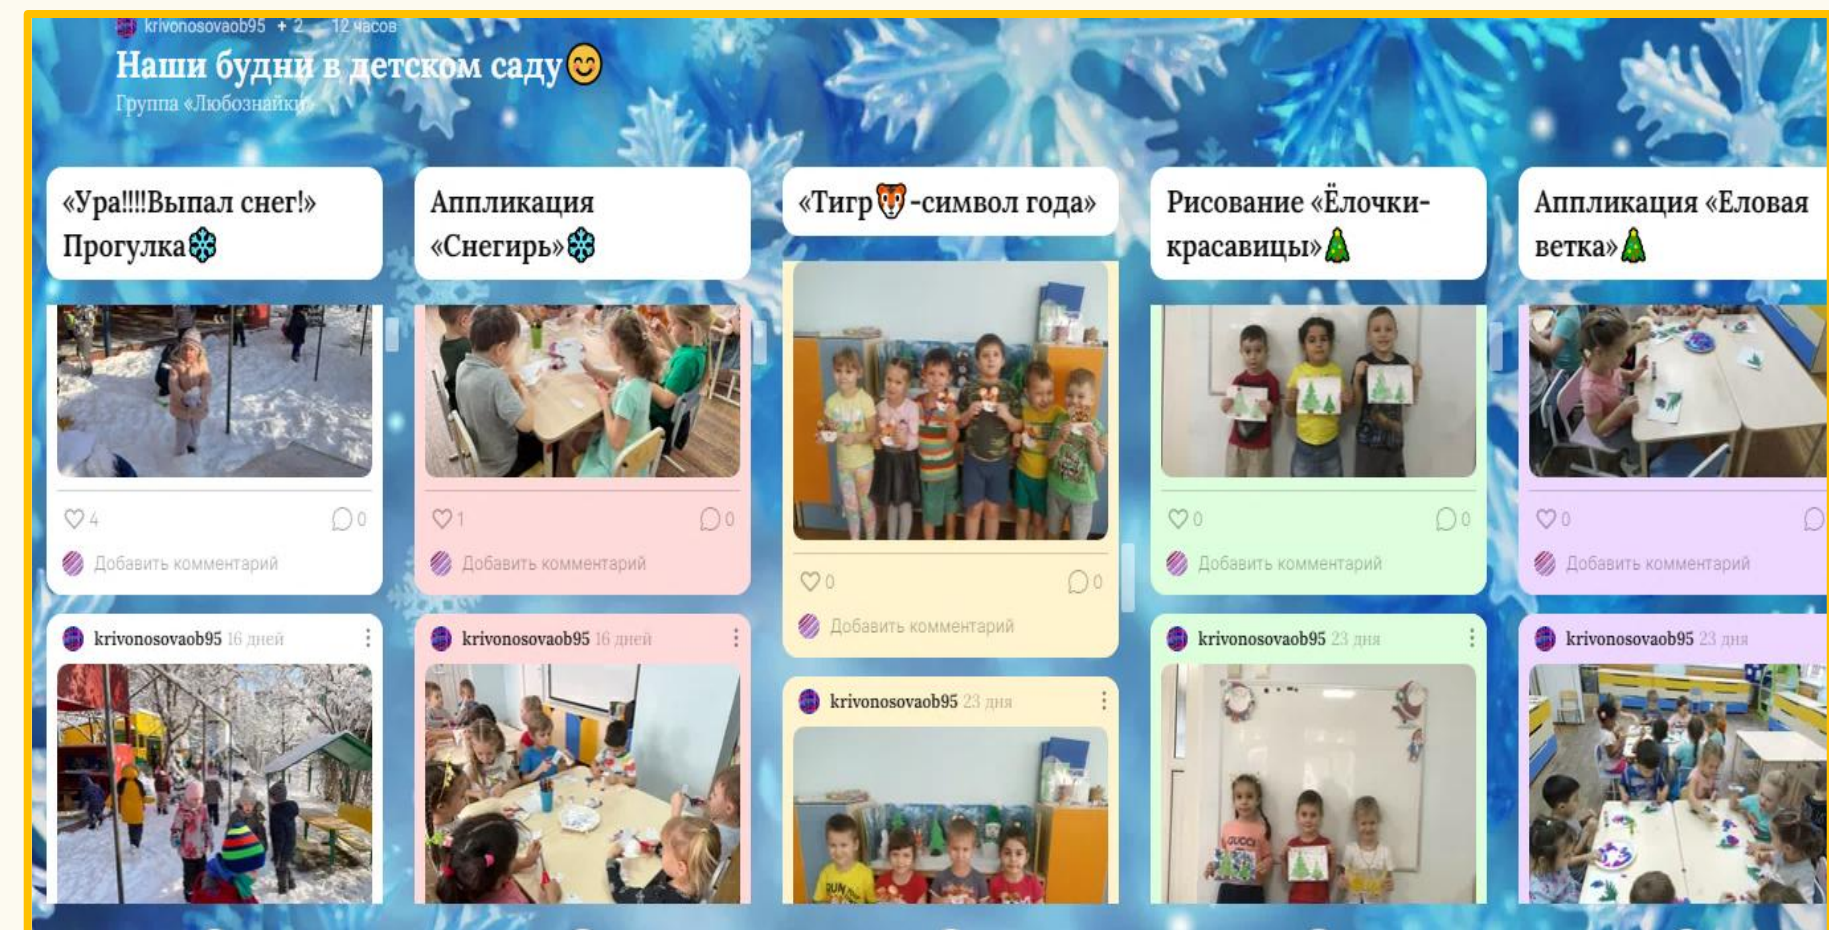 krivonosovaob95 + 2 12 часов
Наши будни в детском саду😊
Группа «Любознайки»
«Ура!!!!Выпал снег!»
Прогулка❄
4
0
Добавить комментарий
krivonosovaob95 16 дней
Аппликация
«Снегирь»❄
1
0
Добавить комментарий
krivonosovaob95 16 дней
«Тигр🐯-символ года»
0
0
Добавить комментарий
krivonosovaob95 23 дня
Рисование «Ёлочки-
красавицы»🎄
0
0
Добавить комментарий
krivonosovaob95 23 дня
GUCCI
Аппликация «Еловая
ветка»🎄
0
Добавить комментарий
krivonosovaob95 23 дня